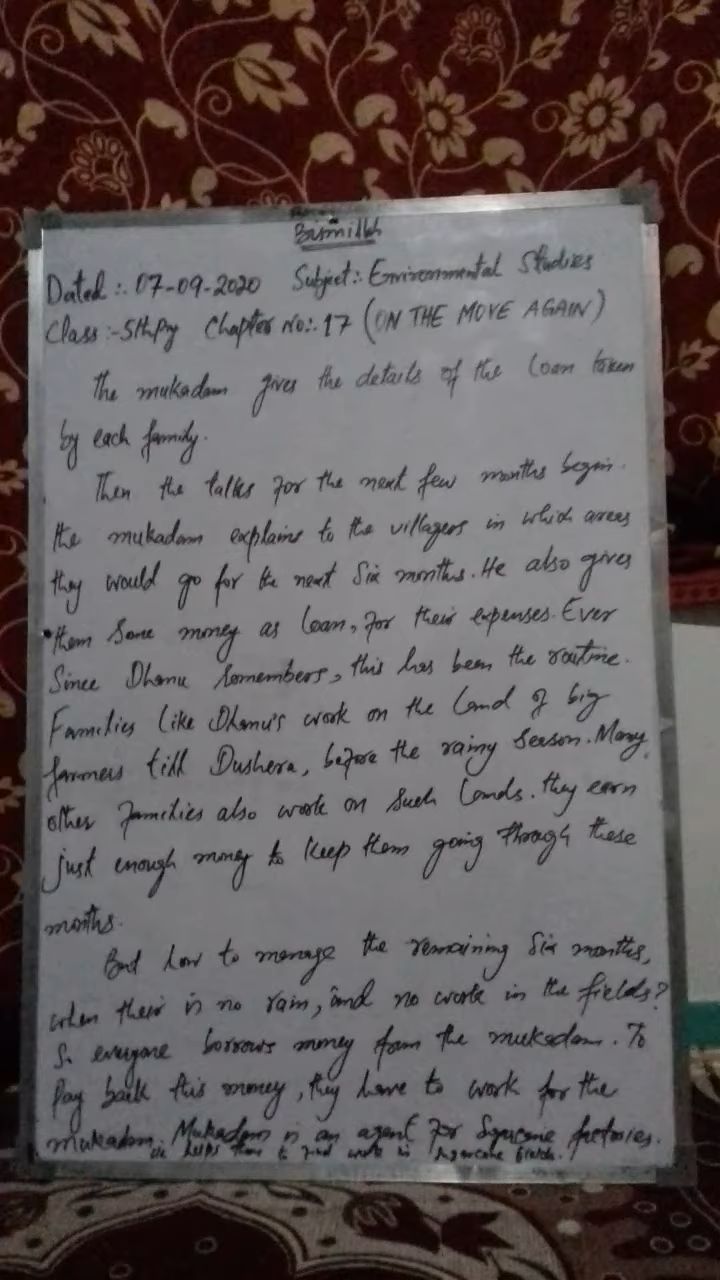 Bismillah
Dated :. 07-09-2020 Subject:. Environmental Studies
Class :- 5th Pry Chapter No:. 17 (ON THE MOVE AGAIN)
The mukadam gives the details of the loan taken
by each family.
Then the talks for the next few months begin.
the mukadam explains to the villagers in which areas
they would go for the next Six months. He also gives
them Some money as loan, for their expenses. Ever
Since Dhanu remembers, this has been the routine.
Families like Dhanu's work on the land of big
farmers till Dushera, before the rainy Season. Many
other families also work on Such lands. they earn
just enough money to keep them going through these
months.
But how to manage the remaining Six months,
when their is no rain, and no work in the fields?
So everyone borrows money from the mukadam. To
Pay back this money, they have to work for the
mukadam. Mukadam is an agent for Sgucane factories.
He helps them to find work in Sugarcane fields.